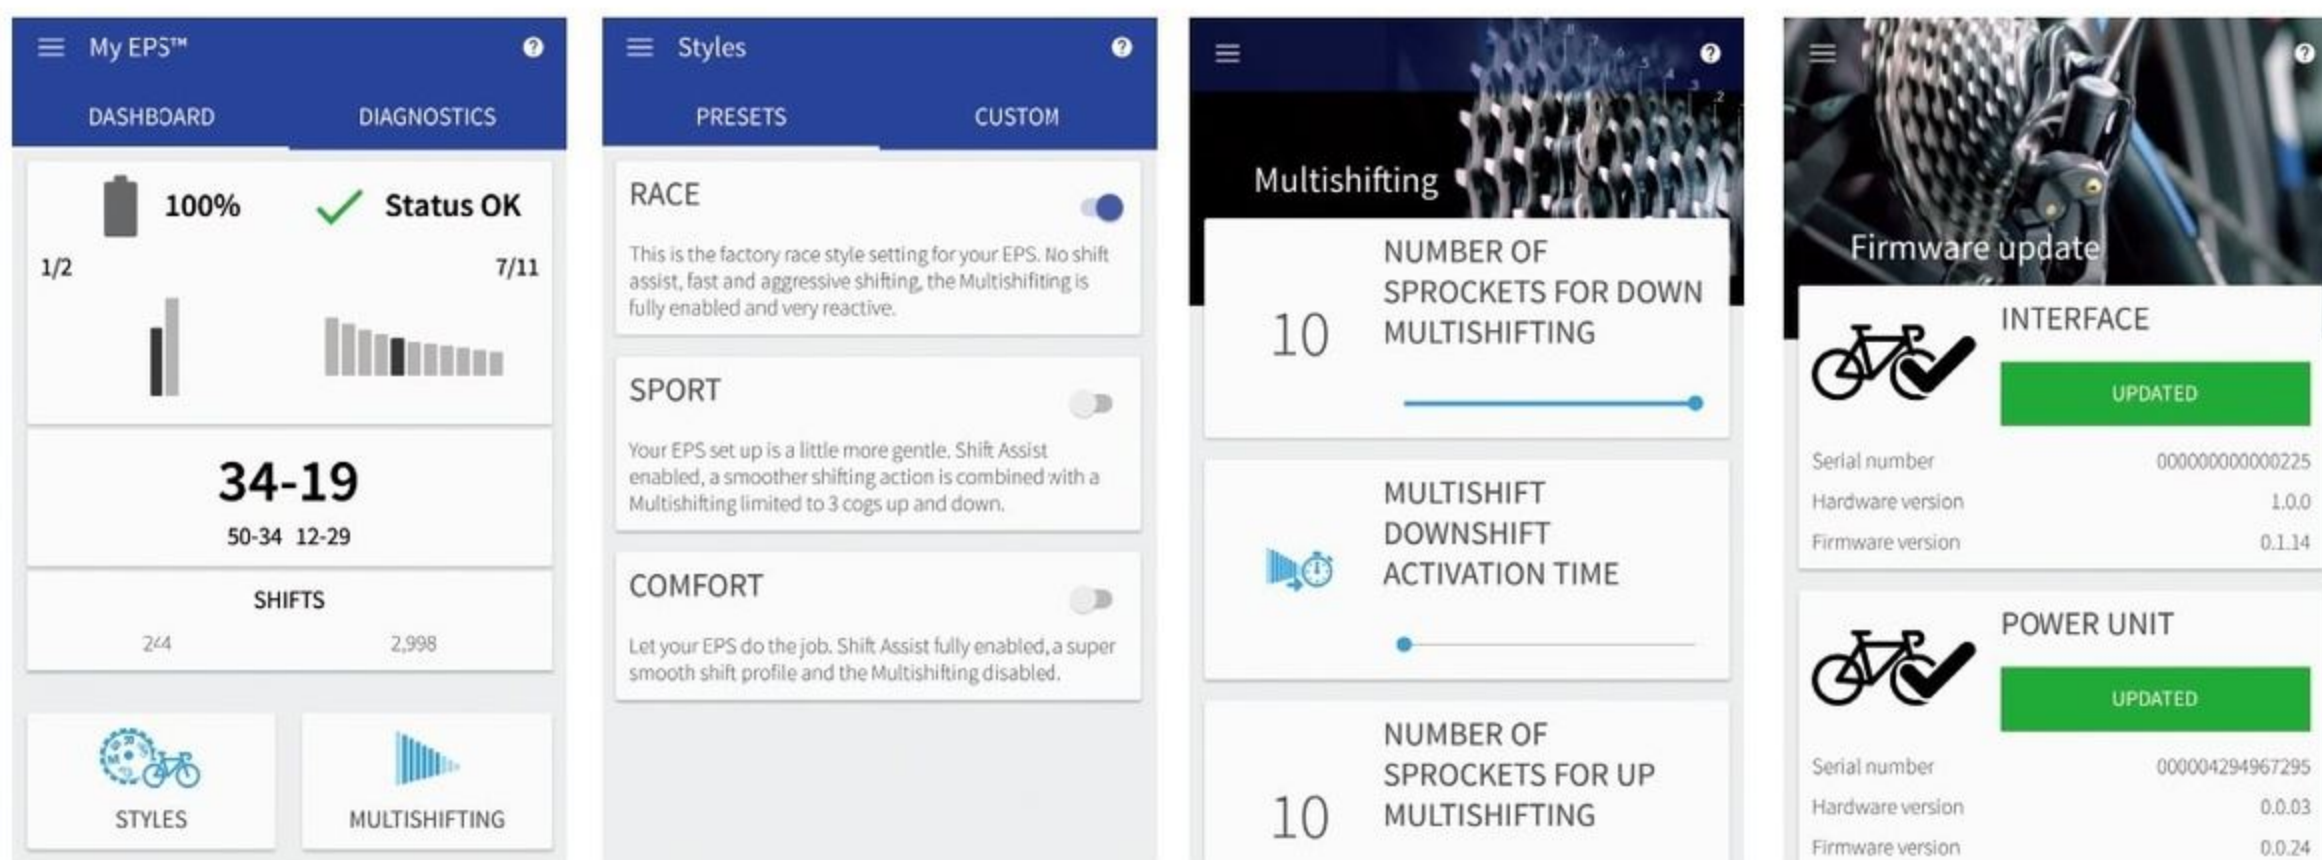 My EPS™
DASHBOARD DIAGNOSTICS
100% Status OK
1/2 7/11
34-19
50-34 12-29
SHIFTS
244 2,998
STYLES MULTISHIFTING
Styles
PRESETS CUSTOM
RACE
This is the factory race style setting for your EPS. No shift
assist, fast and aggressive shifting, the Multishifiting is
fully enabled and very reactive.
SPORT
Your EPS set up is a little more gentle. Shift Assist
enabled, a smoother shifting action is combined with a
Multishifting limited to 3 cogs up and down.
COMFORT
Let your EPS do the job. Shift Assist fully enabled, a super
smooth shift profile and the Multishifting disabled.
Multishifting
NUMBER OF
SPROCKETS FOR DOWN
MULTISHIFTING
10
MULTISHIFT
DOWNSHIFT
ACTIVATION TIME
NUMBER OF
SPROCKETS FOR UP
MULTISHIFTING
10
Firmware update
INTERFACE
UPDATED
Serial number 000000000000225
Hardware version 1.0.0
Firmware version 0.1.14
POWER UNIT
UPDATED
Serial number 000004294967295
Hardware version 0.0.03
Firmware version 0.0.24